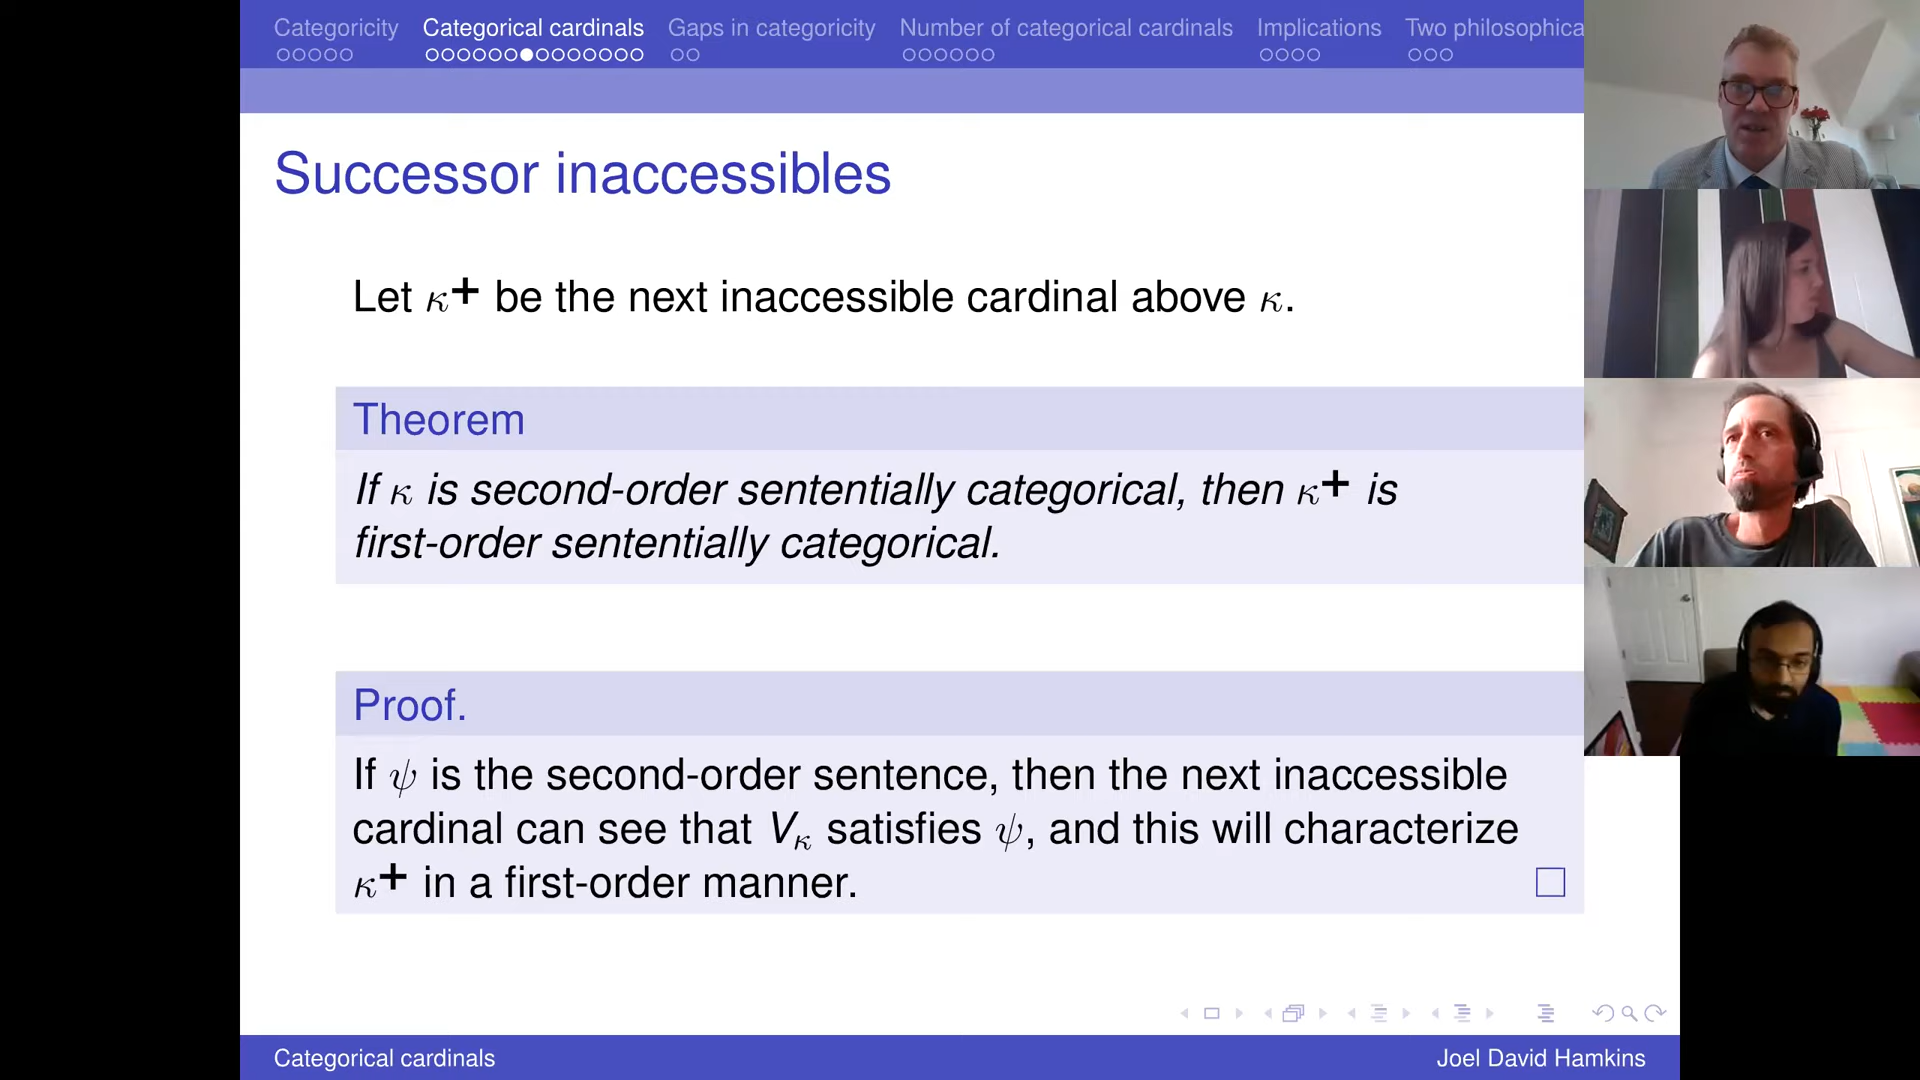 Categoricity Categorical cardinals Gaps in categoricity Number of categorical cardinals Implications Two philosophica
Successor inaccessibles
Let κ✚ be the next inaccessible cardinal above κ.
Theorem
If κ is second-order sententially categorical, then κ✚ is
first-order sententially categorical.
Proof.
If ψ is the second-order sentence, then the next inaccessible
cardinal can see that Vκ satisfies ψ, and this will characterize
κ✚ in a first-order manner.
Categorical cardinals Joel David Hamkins